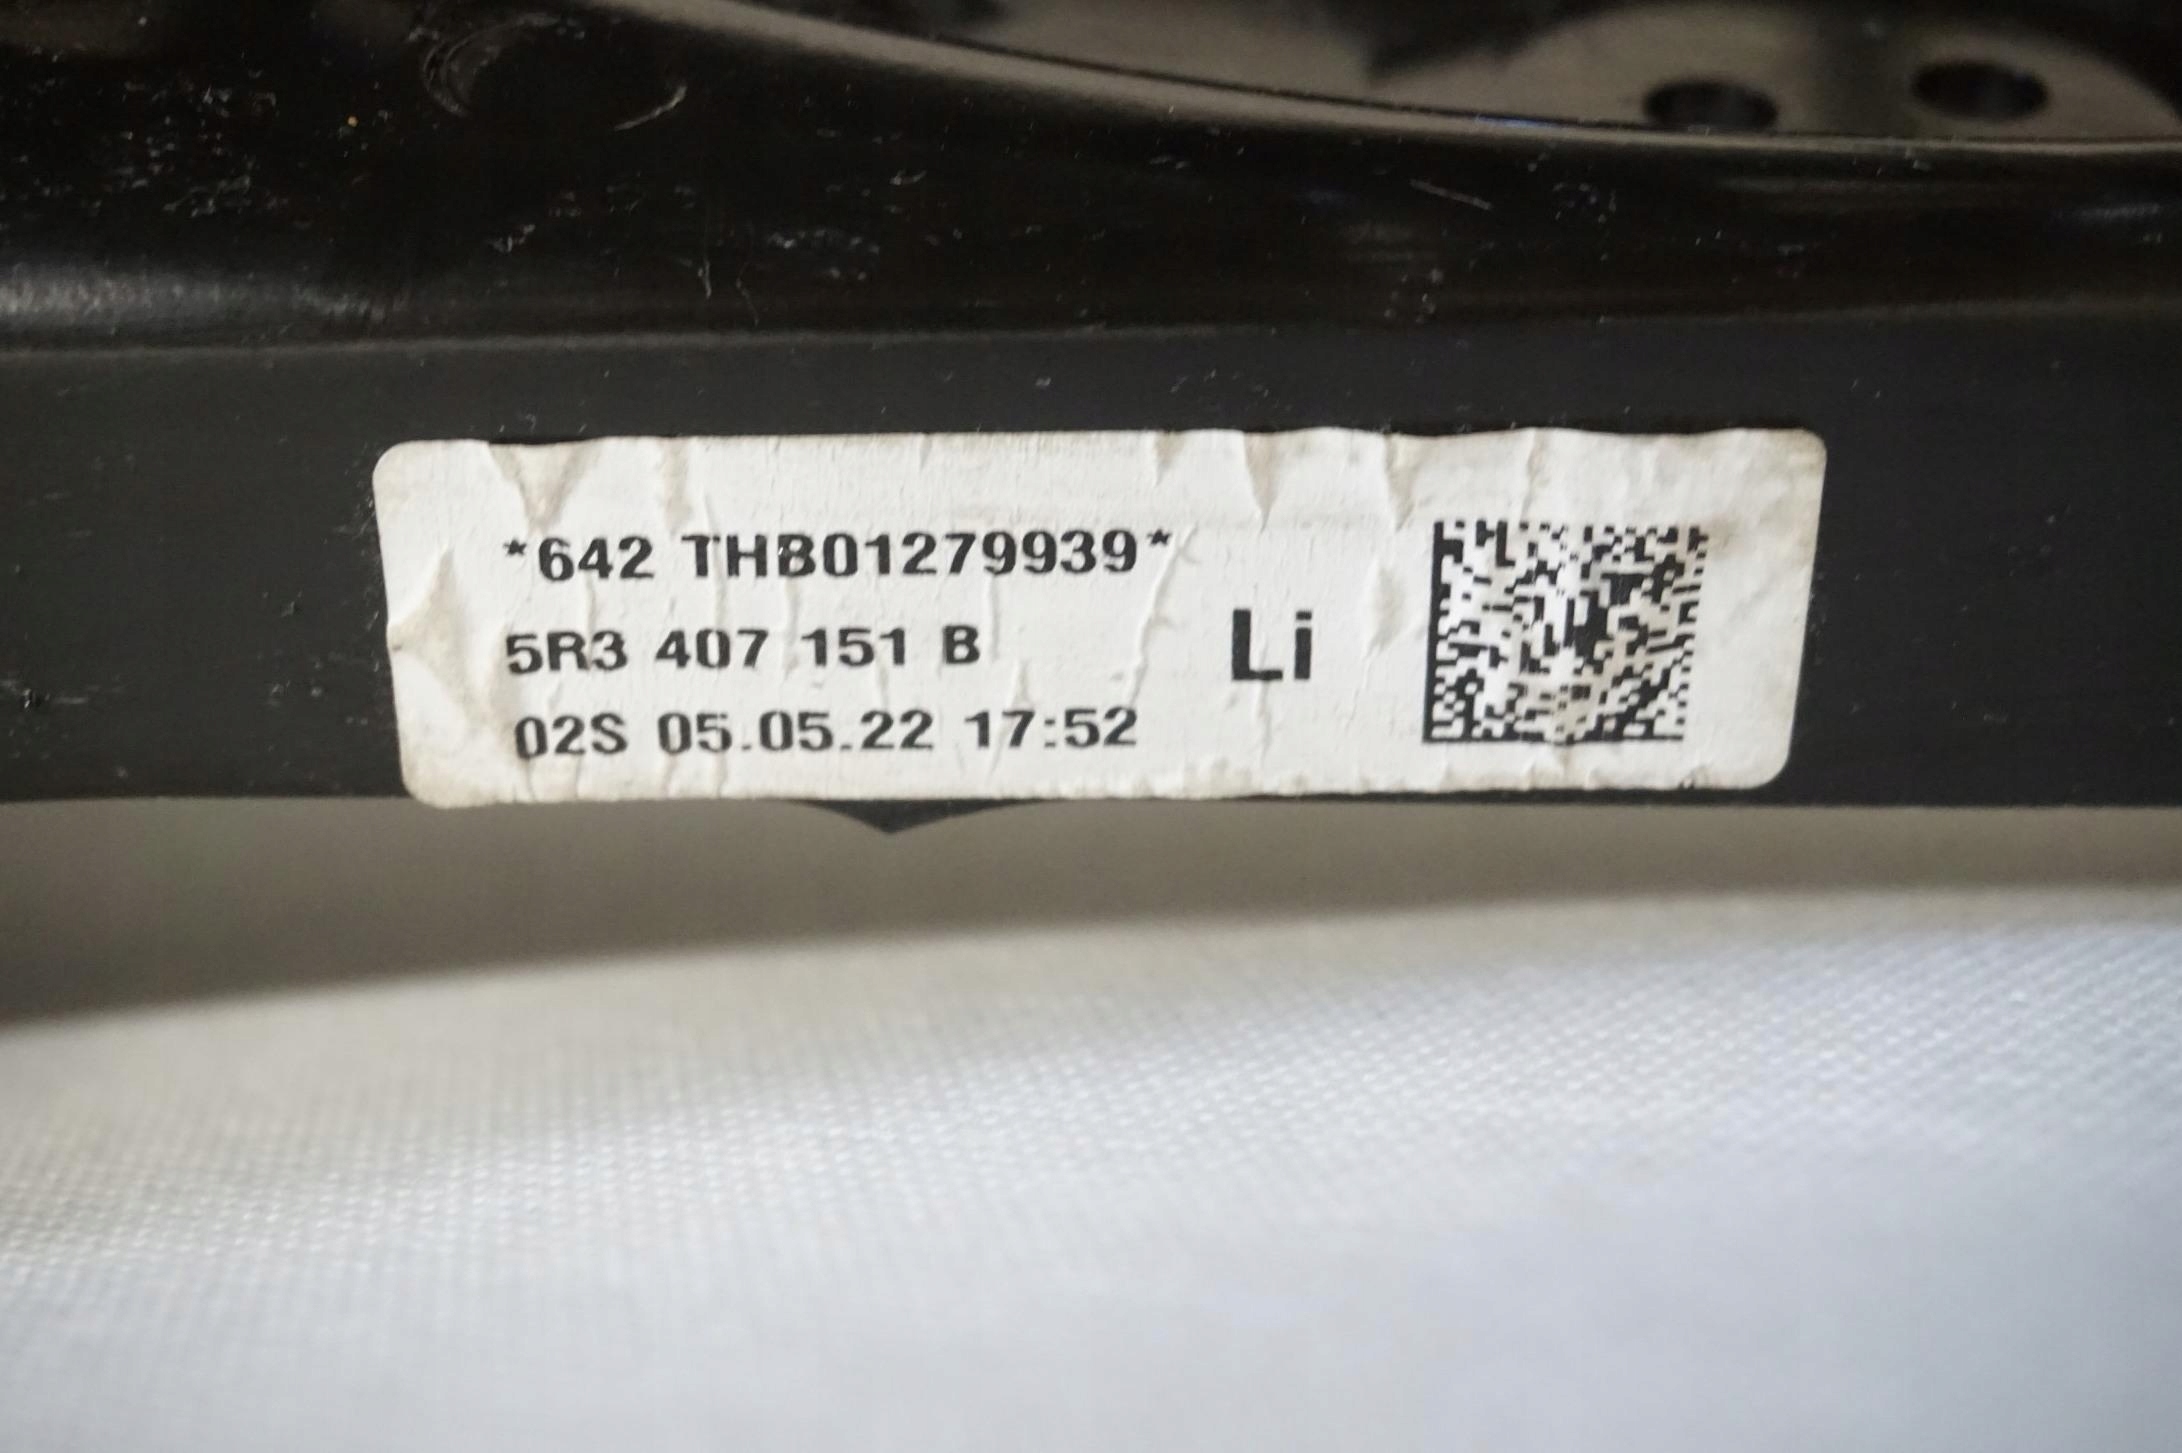 *642 THB01279939*
5R3 407 151 B
Li
02S 05.05.22 17:52